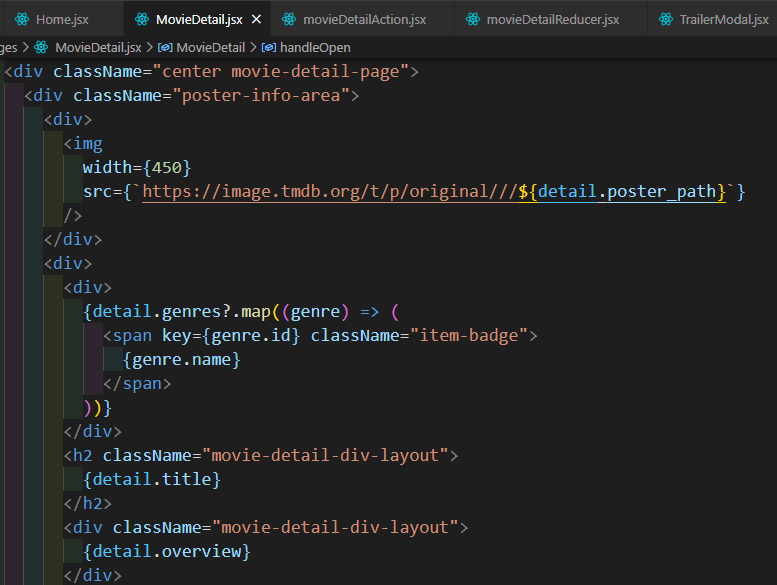 Home.jsx MovieDetail.jsx × movieDetailAction.jsx movieDetailReducer.jsx TrailerModal.jsx
ges > MovieDetail.jsx > MovieDetail > handleOpen
<div className="center movie-detail-page">
<div className="poster-info-area">
<div>
<img
width={450}
src={`https://image.tmdb.org/t/p/original///${detail.poster_path}`}
/>
</div>
<div>
<div>
{detail.genres?.map((genre) => (
<span key={genre.id} className="item-badge">
{genre.name}
</span>
))}
</div>
<h2 className="movie-detail-div-layout">
{detail.title}
</h2>
<div className="movie-detail-div-layout">
{detail.overview}
</div>